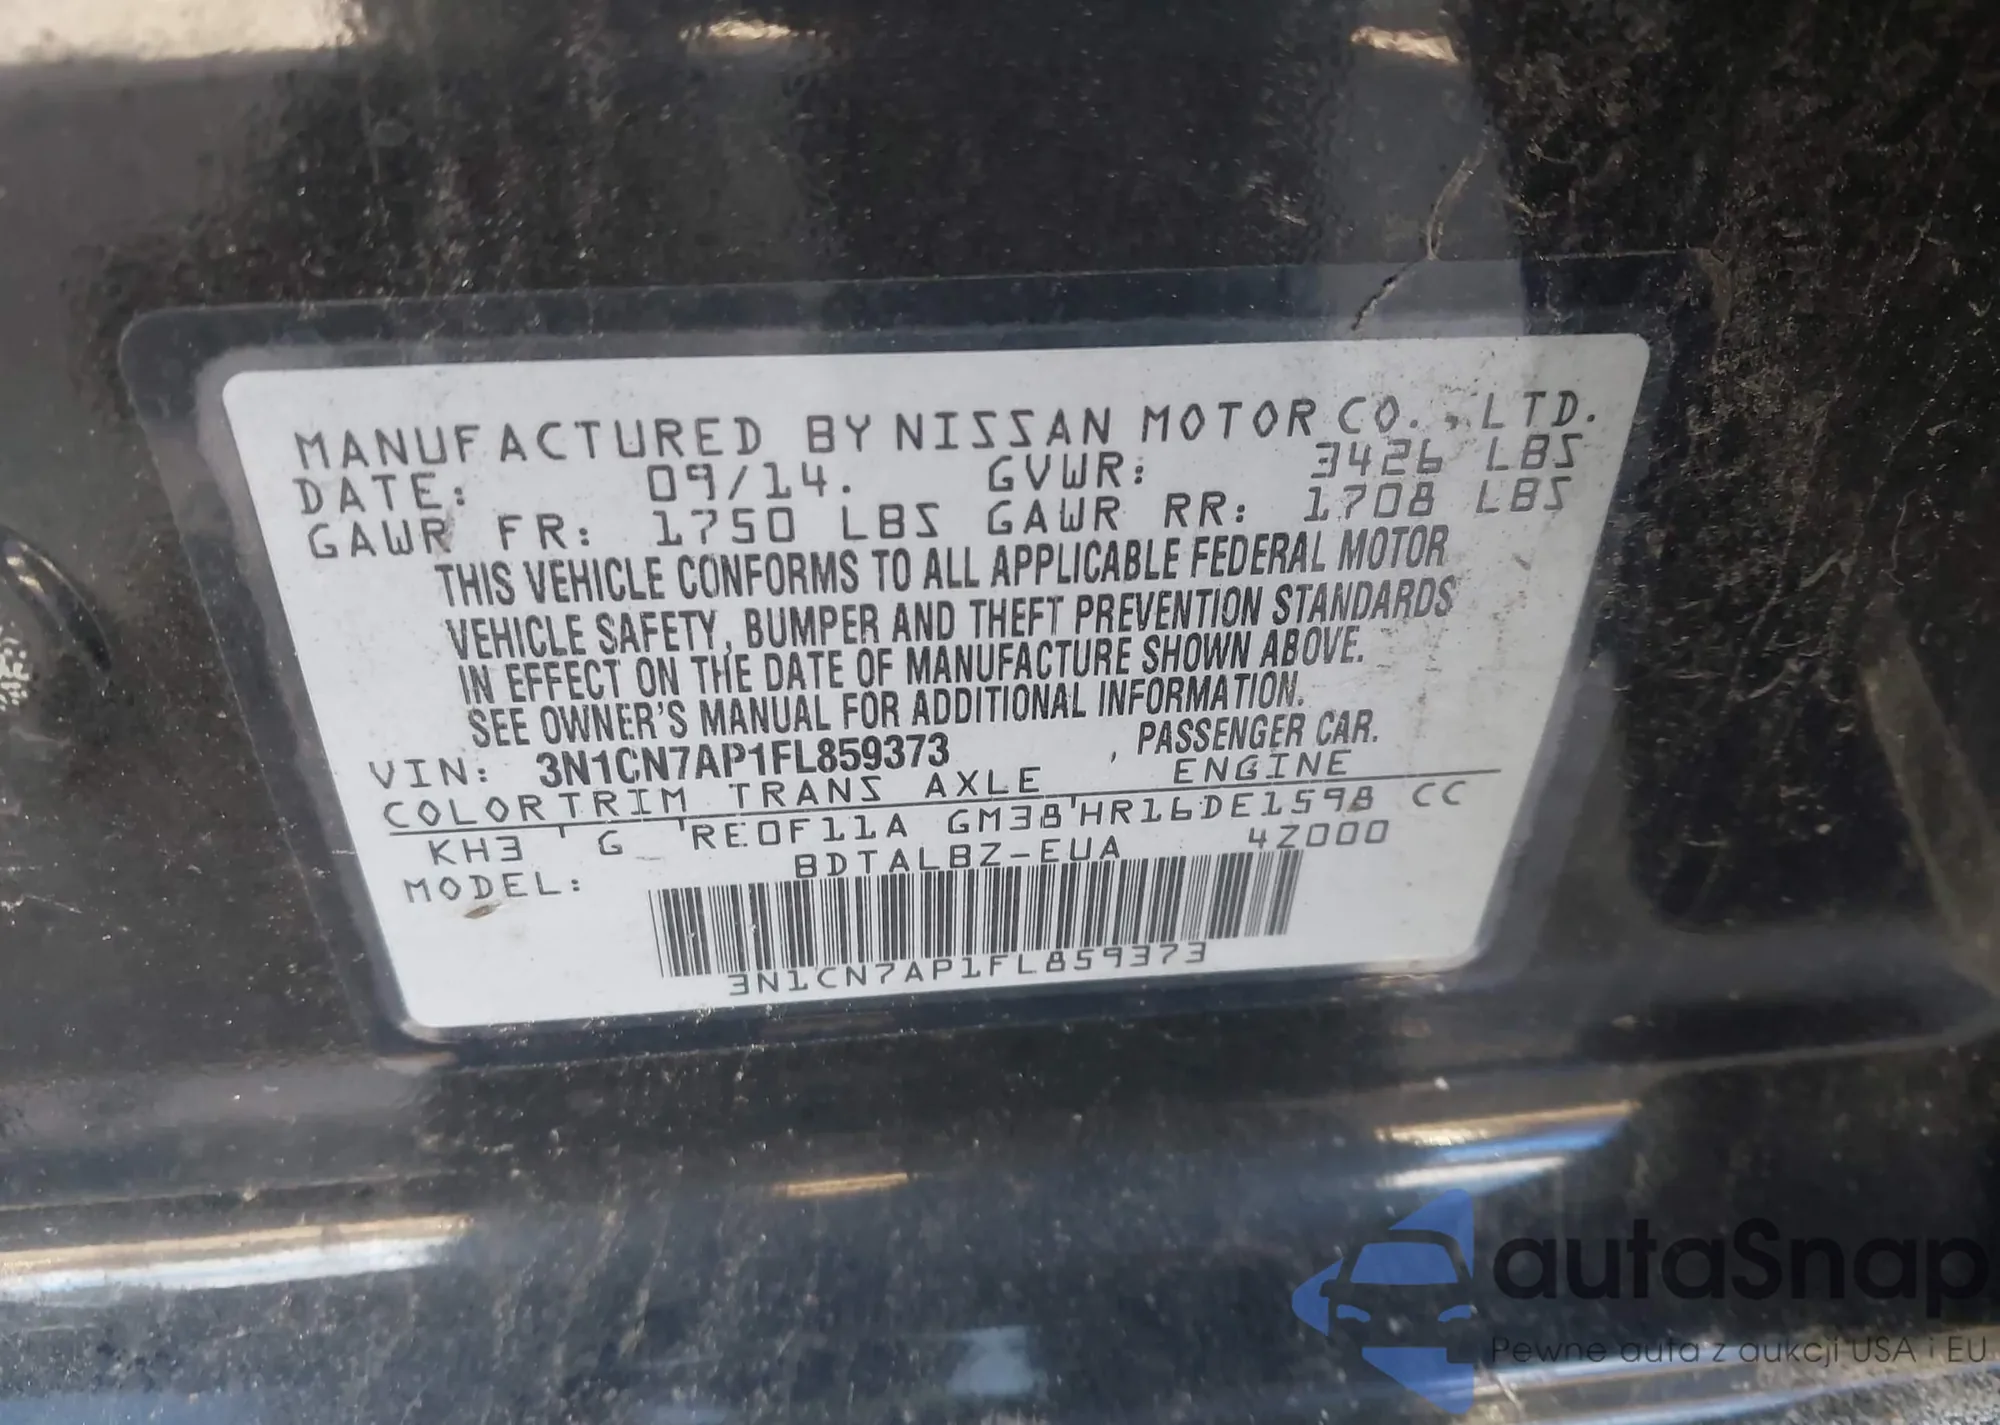 MANUFACTURED BY NISSAN MOTOR CO., LTD.
DATE: 09/14. GVWR: 3426 LBS
GAWR FR: 1750 LBS GAWR RR: 1708 LBS
THIS VEHICLE CONFORMS TO ALL APPLICABLE FEDERAL MOTOR
VEHICLE SAFETY, BUMPER AND THEFT PREVENTION STANDARDS
IN EFFECT ON THE DATE OF MANUFACTURE SHOWN ABOVE.
SEE OWNER'S MANUAL FOR ADDITIONAL INFORMATION.
VIN: 3N1CN7AP1FL859373 , PASSENGER CAR.
COLOR TRIM TRANS AXLE ENGINE
KH3 ' G 'RE0F11A GM38'HR16DE1598 CC
MODEL: BDTALBZ-EUA 4Z000
3N1CN7AP1FL859373
autaSnap
Pewne auta z aukcji USA i EU